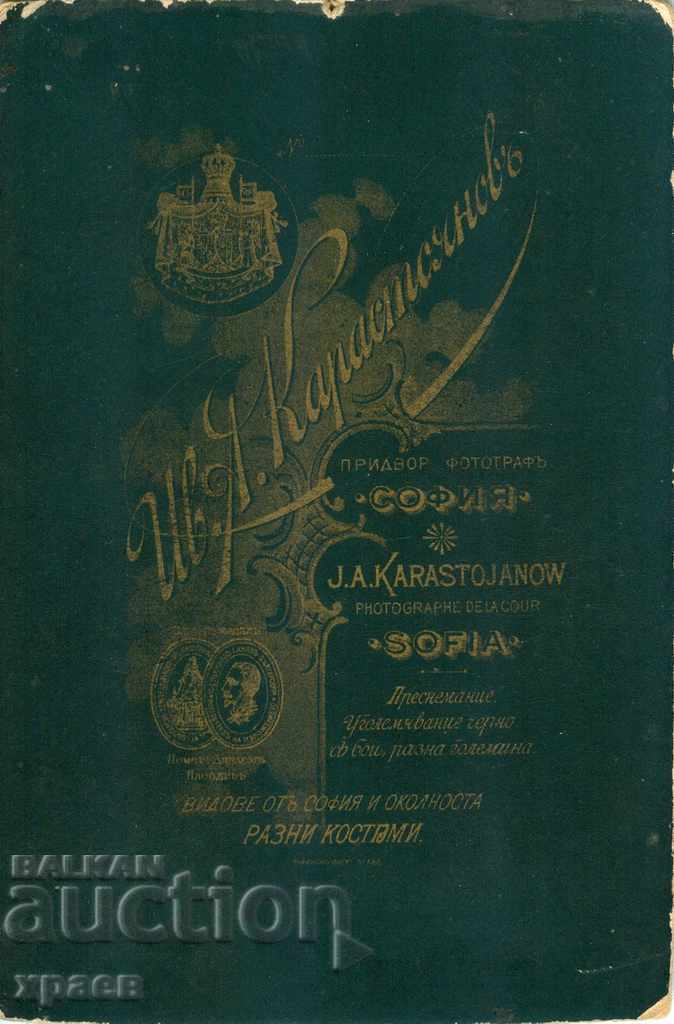 №
Ив. А. Карастояновъ
ПРИДВОР ФОТОГРАФЪ
СОФИЯ
J.A.KARASTOJANOW
PHOTOGRAPHE DE LA COUR
SOFIA
Преснемание.
Уголемявание черно
съ бои, разна големина.
Пловдивъ
ВИДОВЕ ОТЪ СОФИЯ И ОКОЛНОСТА
РАЗНИ КОСТЮМИ.
BALKAN
auction
храев